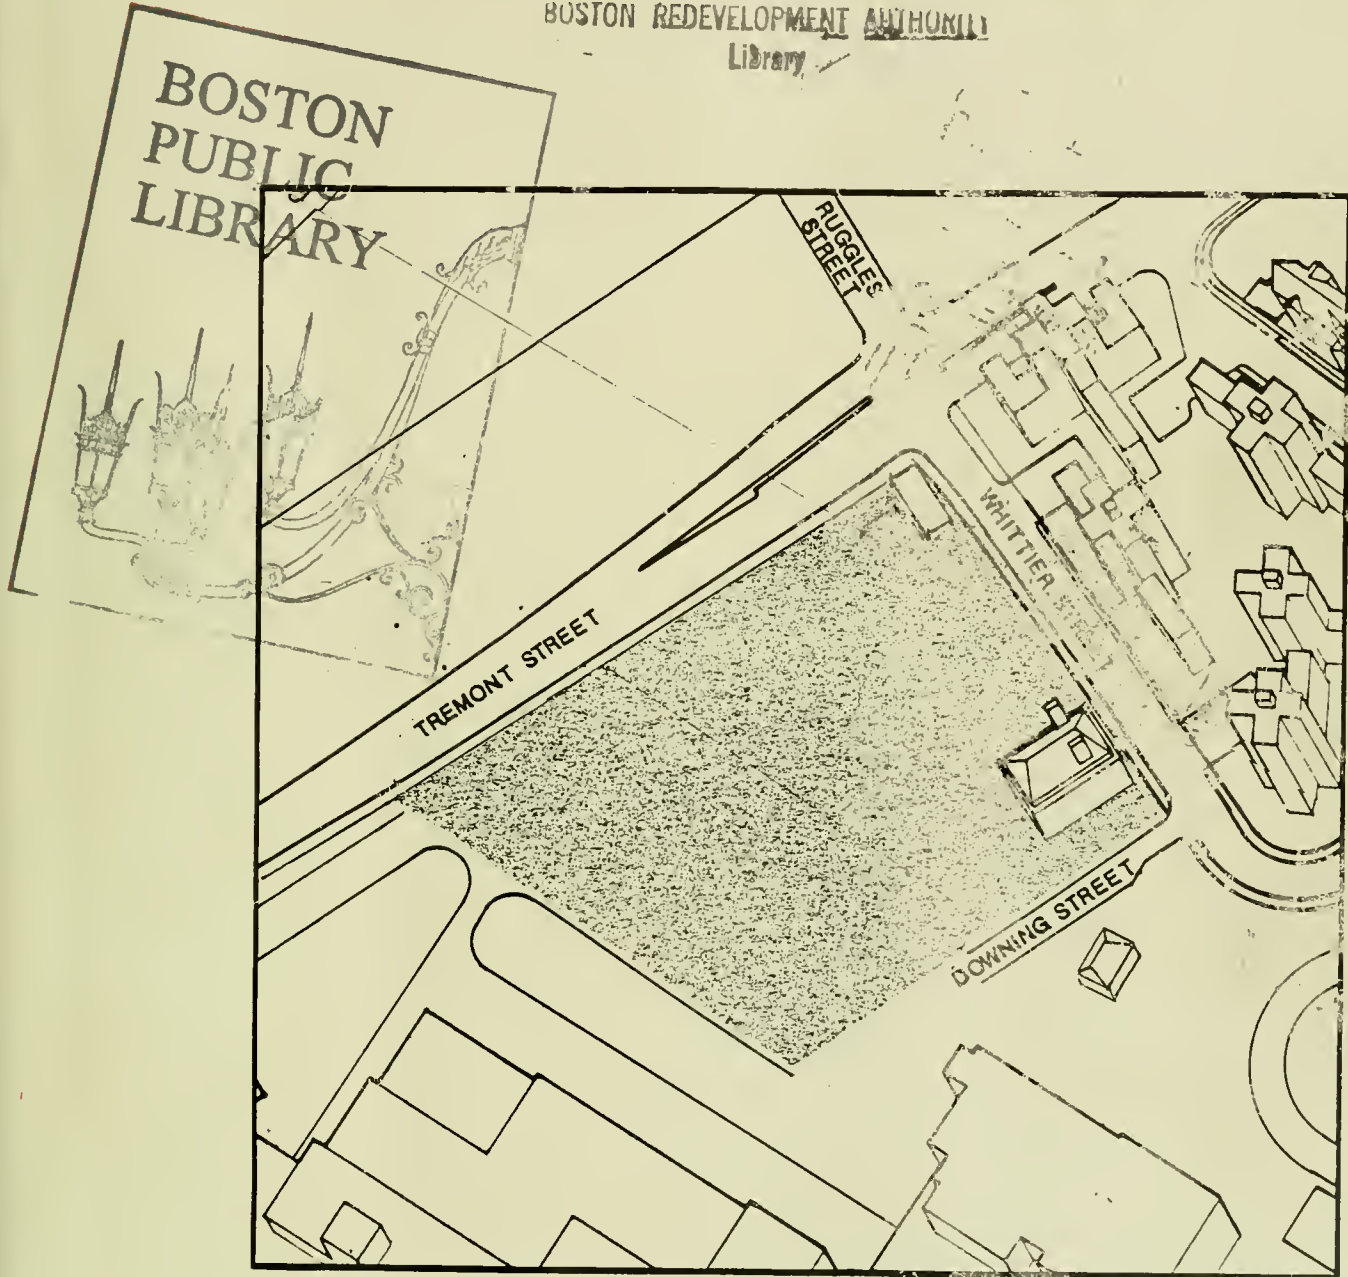 BOSTON REDEVELOPMENT AUTHORITY
Library
BOSTON
PUBLIC
LIBRARY
RUGGLES
STREET
WHITTIER
TREMONT STREET
DOWNING STREET